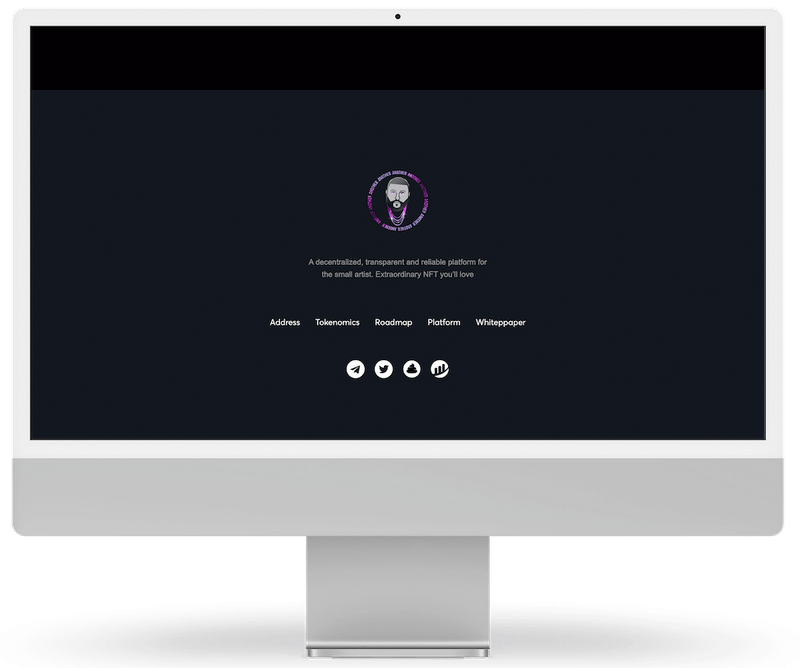 A decentralized, transparent and reliable platform for
the small artist. Extraordinary NFT you'll love
Address Tokenomics Roadmap Platform Whiteppaper